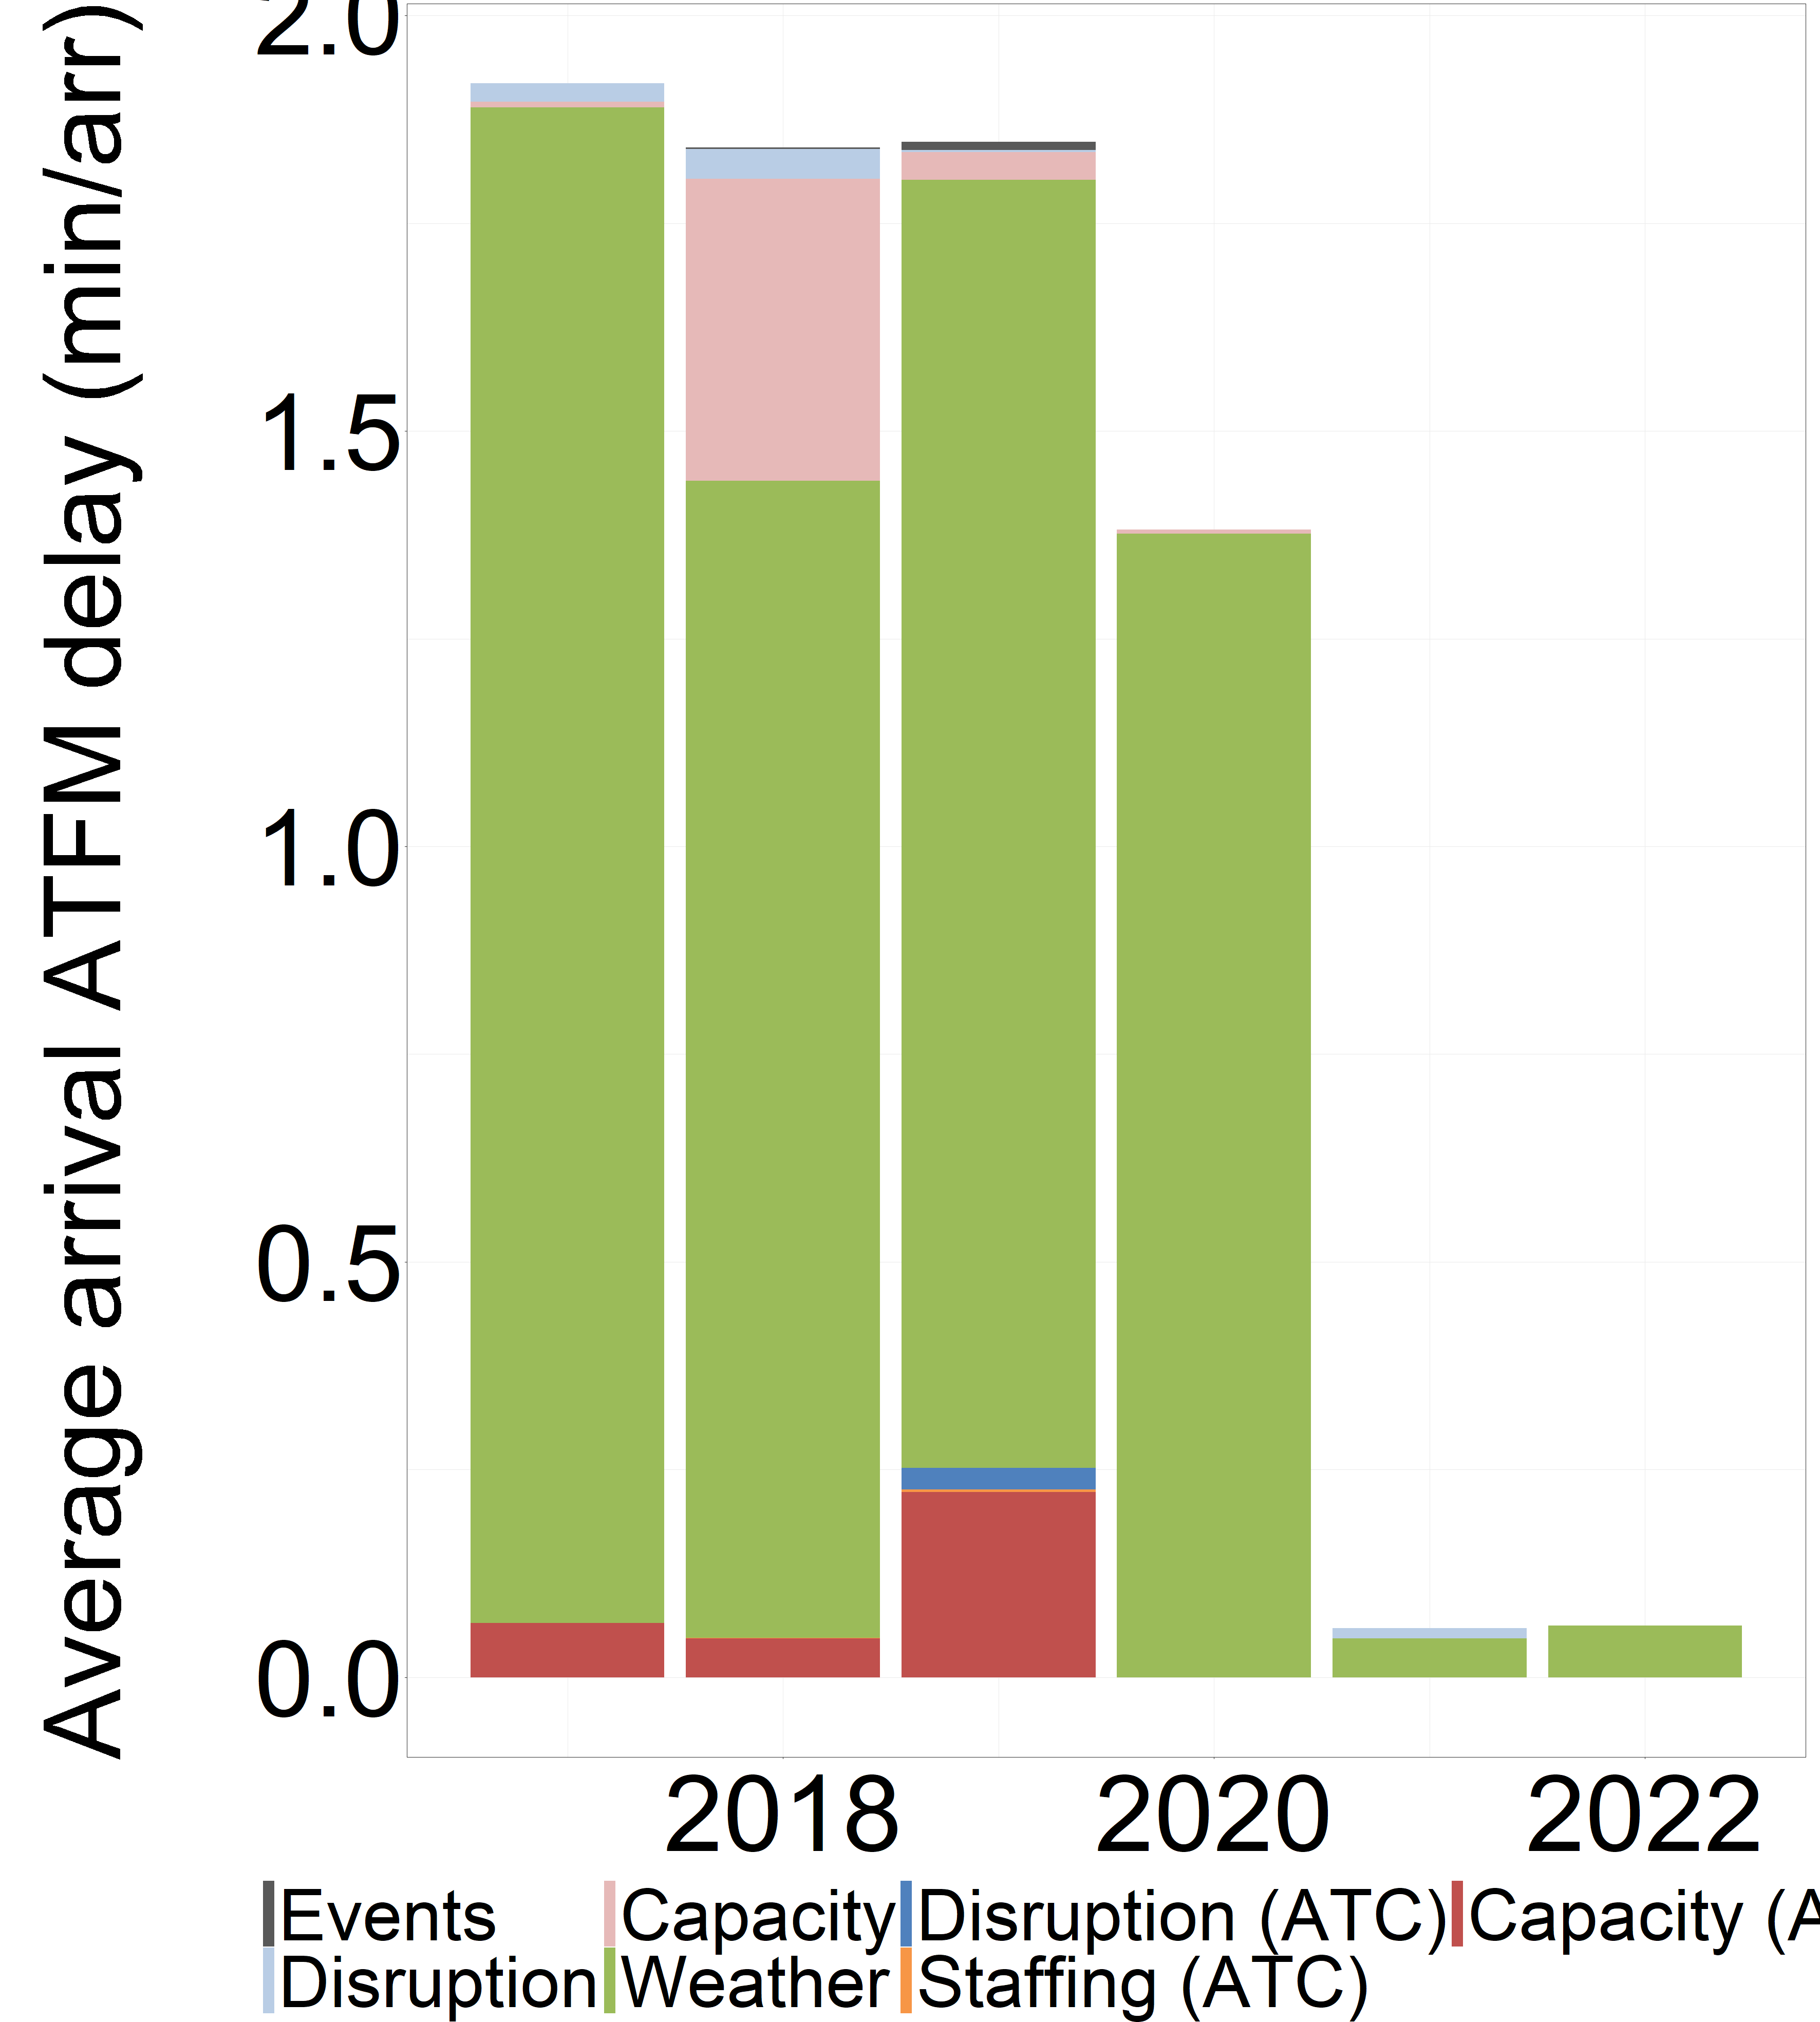 Average arrival ATFM delay (min/arr)
2.0
1.5
1.0
0.5
0.0
2018 2020 2022
Events Capacity Disruption (ATC) Capacity (A
Disruption Weather Staffing (ATC)